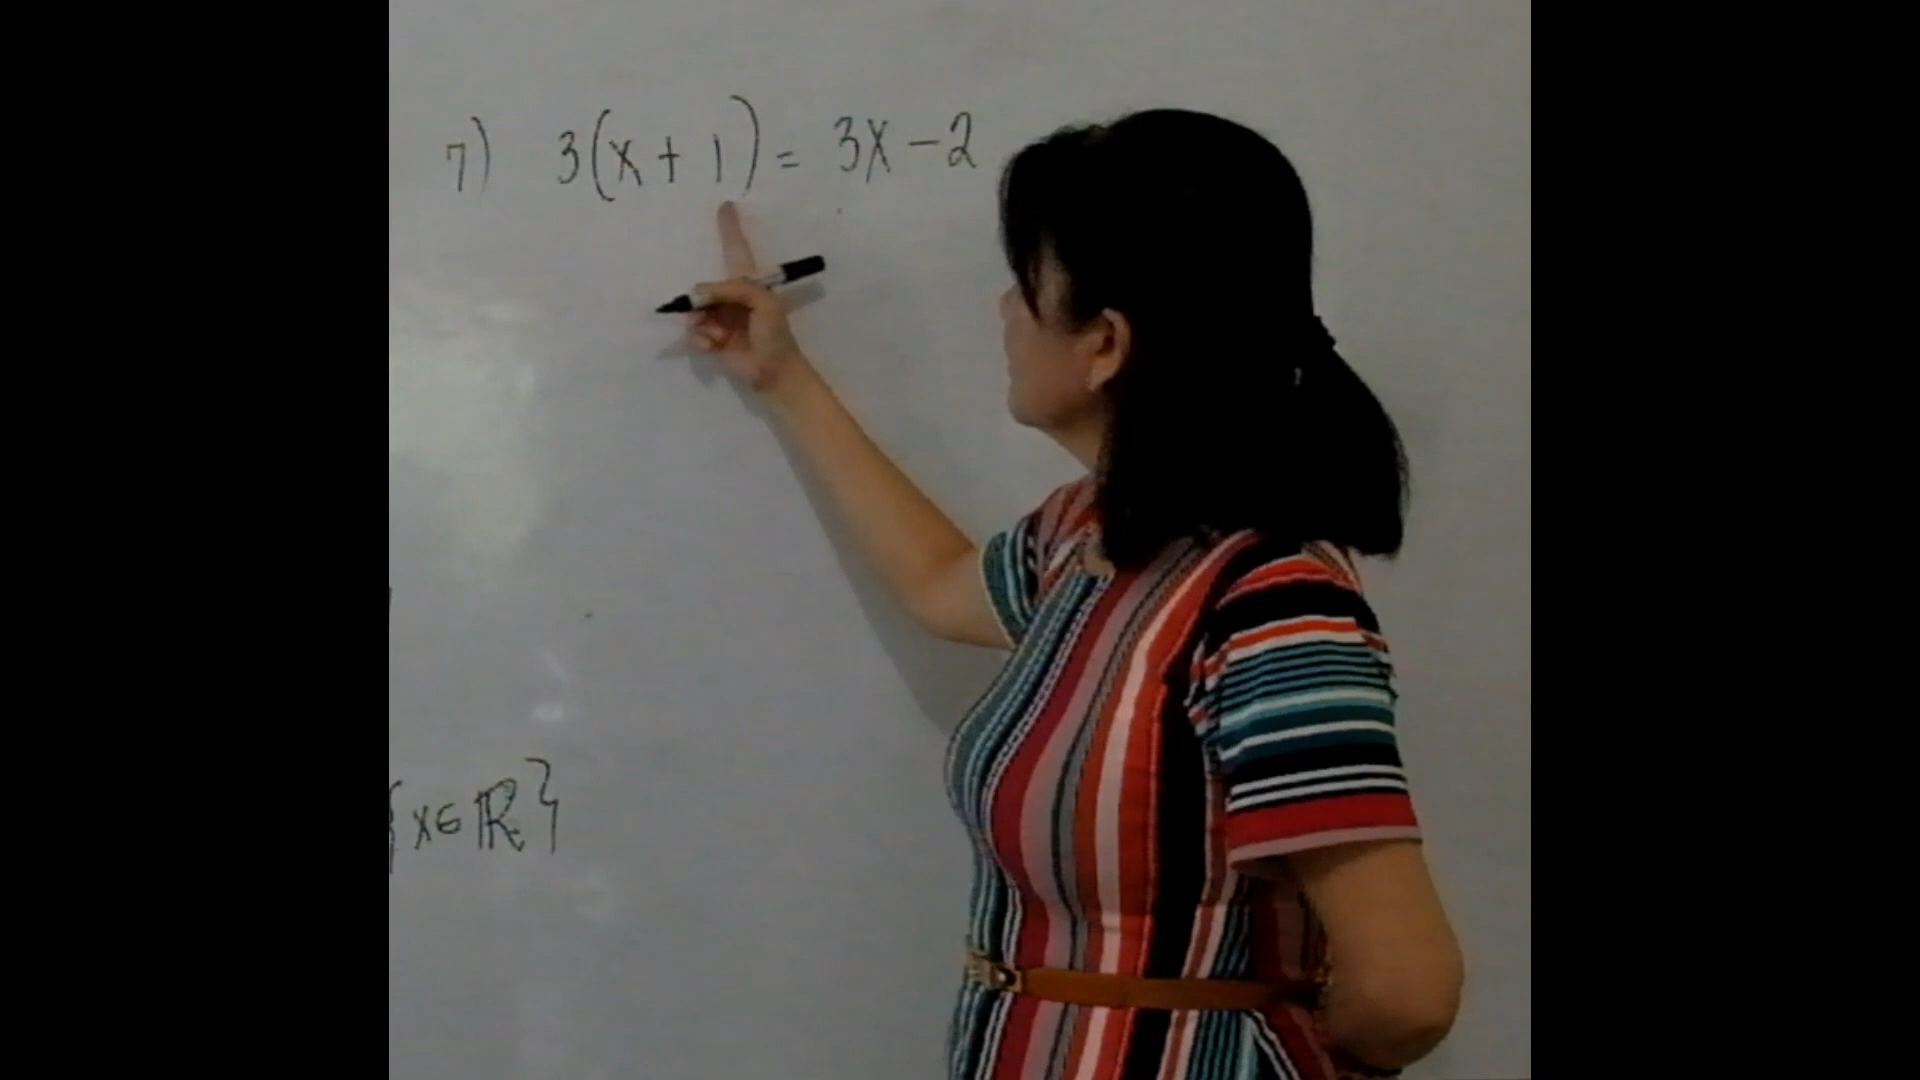 7) 3(x + 1) = 3x - 2
{x∈ℝ}